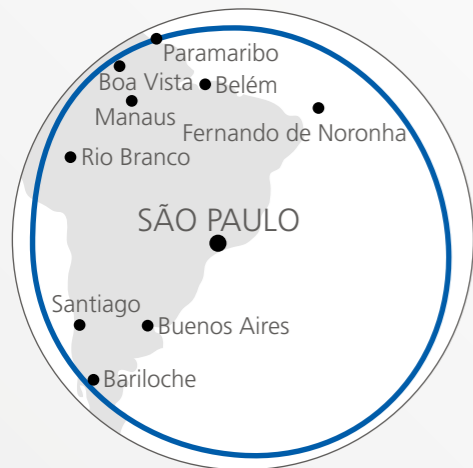 Paramaribo
Boa Vista
Belém
Manaus
Fernando de Noronha
Rio Branco
SÃO PAULO
Santiago
Buenos Aires
Bariloche